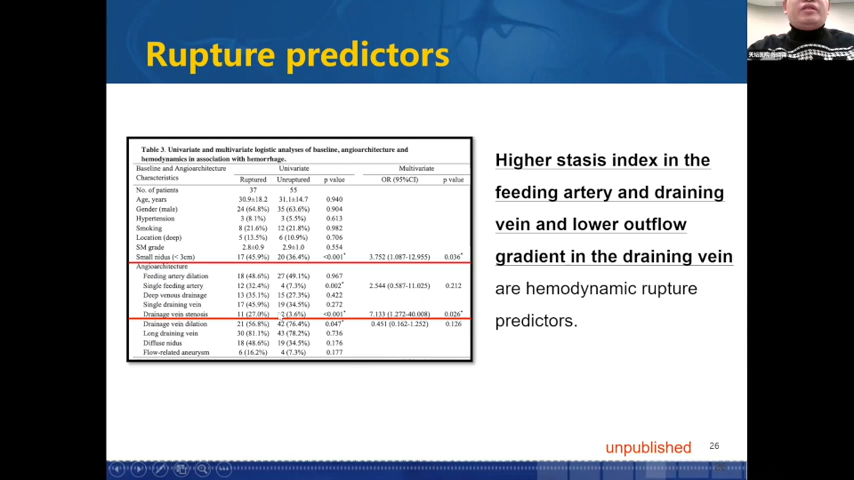 Rupture predictors
Table 3. Univariate and multivariate logistic analyses of baseline, angioarchitecture and
hemodynamics in association with hemorrhage.
Baseline and Angioarchitecture Univariate Multivariate
Characteristics Ruptured Unruptured p value OR (95%CI) p value
No. of patients 37 55
Age, years 30.9±18.2 31.1±14.7 0.940
Gender (male) 24 (64.8%) 35 (63.6%) 0.904
Hypertension 3 (8.1%) 3 (5.5%) 0.613
Smoking 8 (21.6%) 12 (21.8%) 0.982
Location (deep) 5 (13.5%) 6 (10.9%) 0.706
SM grade 2.8±0.9 2.9±1.0 0.554
Small nidus (< 3cm) 17 (45.9%) 20 (36.4%) <0.001* 3.752 (1.087-12.955) 0.036*
Angioarchitecture
Feeding artery dilation 18 (48.6%) 27 (49.1%) 0.967
Single feeding artery 12 (32.4%) 4 (7.3%) 0.002* 2.544 (0.587-11.025) 0.212
Deep venous drainage 13 (35.1%) 15 (27.3%) 0.422
Single draining vein 17 (45.9%) 19 (34.5%) 0.272
Drainage vein stenosis 11 (27.0%) 2 (3.6%) <0.001* 7.133 (1.272-40.008) 0.026*
Drainage vein dilation 21 (56.8%) 42 (76.4%) 0.047* 0.451 (0.162-1.252) 0.126
Long draining vein 30 (81.1%) 43 (78.2%) 0.736
Diffuse nidus 18 (48.6%) 19 (34.5%) 0.176
Flow-related aneurysm 6 (16.2%) 4 (7.3%) 0.177
Higher stasis index in the
feeding artery and draining
vein and lower outflow
gradient in the draining vein
are hemodynamic rupture
predictors.
unpublished 26